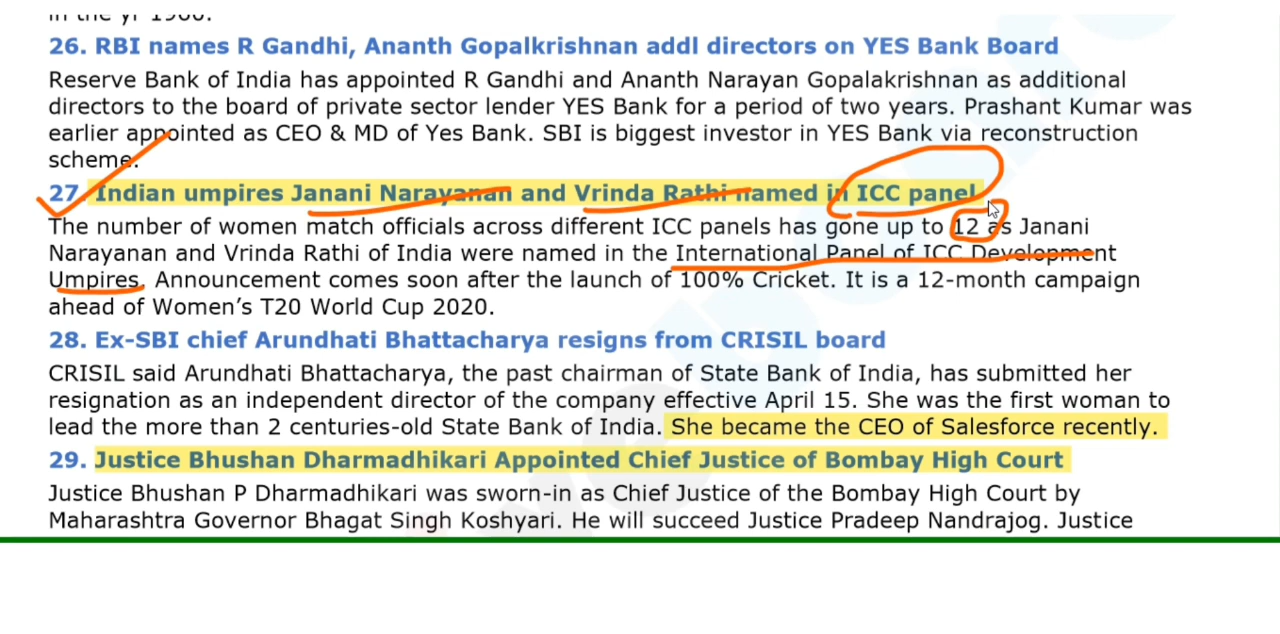 in the yr 1960.
26. RBI names R Gandhi, Ananth Gopalkrishnan addl directors on YES Bank Board
Reserve Bank of India has appointed R Gandhi and Ananth Narayan Gopalakrishnan as additional
directors to the board of private sector lender YES Bank for a period of two years. Prashant Kumar was
earlier appointed as CEO & MD of Yes Bank. SBI is biggest investor in YES Bank via reconstruction
scheme.
27. Indian umpires Janani Narayanan and Vrinda Rathi named in ICC panel
The number of women match officials across different ICC panels has gone up to 12 as Janani
Narayanan and Vrinda Rathi of India were named in the International Panel of ICC Development
Umpires. Announcement comes soon after the launch of 100% Cricket. It is a 12-month campaign
ahead of Women's T20 World Cup 2020.
28. Ex-SBI chief Arundhati Bhattacharya resigns from CRISIL board
CRISIL said Arundhati Bhattacharya, the past chairman of State Bank of India, has submitted her
resignation as an independent director of the company effective April 15. She was the first woman to
lead the more than 2 centuries-old State Bank of India. She became the CEO of Salesforce recently.
29. Justice Bhushan Dharmadhikari Appointed Chief Justice of Bombay High Court
Justice Bhushan P Dharmadhikari was sworn-in as Chief Justice of the Bombay High Court by
Maharashtra Governor Bhagat Singh Koshyari. He will succeed Justice Pradeep Nandrajog. Justice